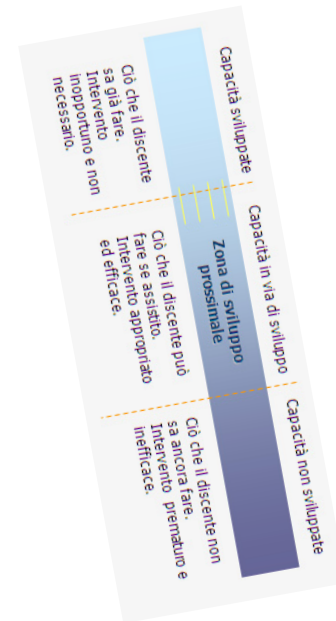 Capacità sviluppate
Capacità in via di sviluppo
Capacità non sviluppate
Zona di sviluppo
prossimale
Ciò che il discente
sa già fare.
Intervento
inopportuno e non
necessario.
Ciò che il discente può
fare se assistito.
Intervento appropriato
ed efficace.
Ciò che il discente non
sa ancora fare.
Intervento prematuro e
inefficace.